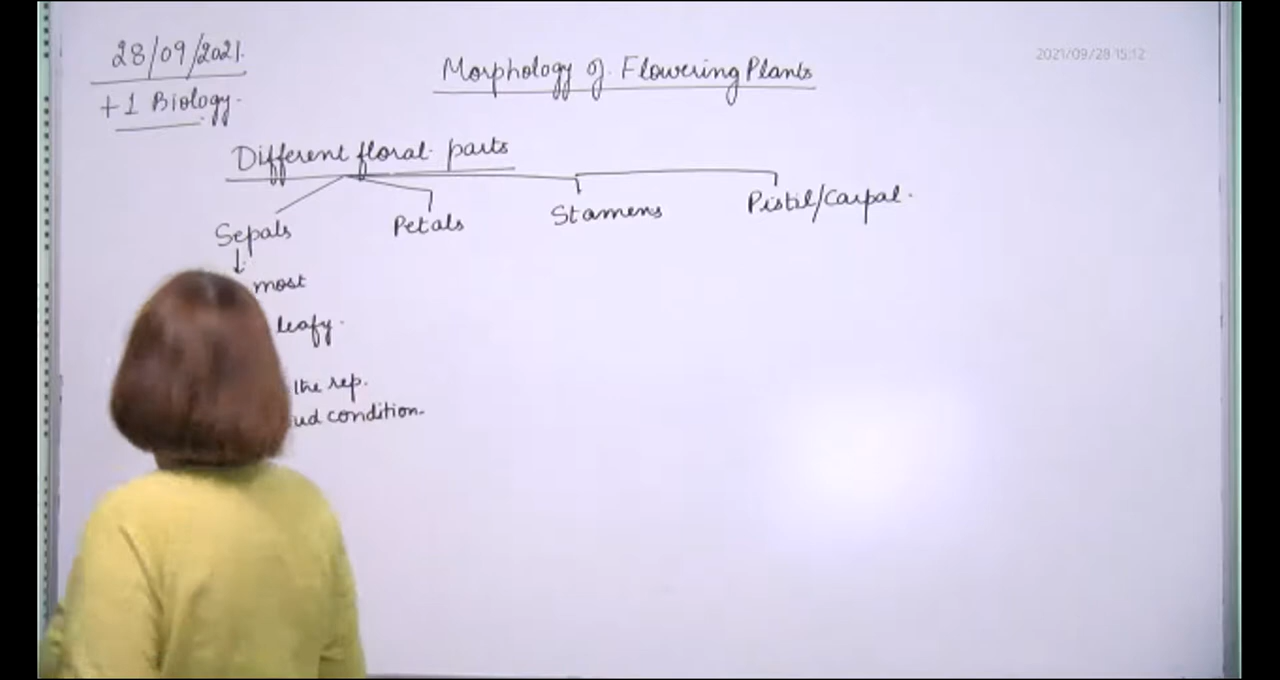 28/09/2021.
2021/09/28 15:12
Morphology of Flowering Plants
+1 Biology.
Different floral parts
Sepals
Petals
Stamens
Pistil/Carpal.
most
leafy.
the rep.
condition.